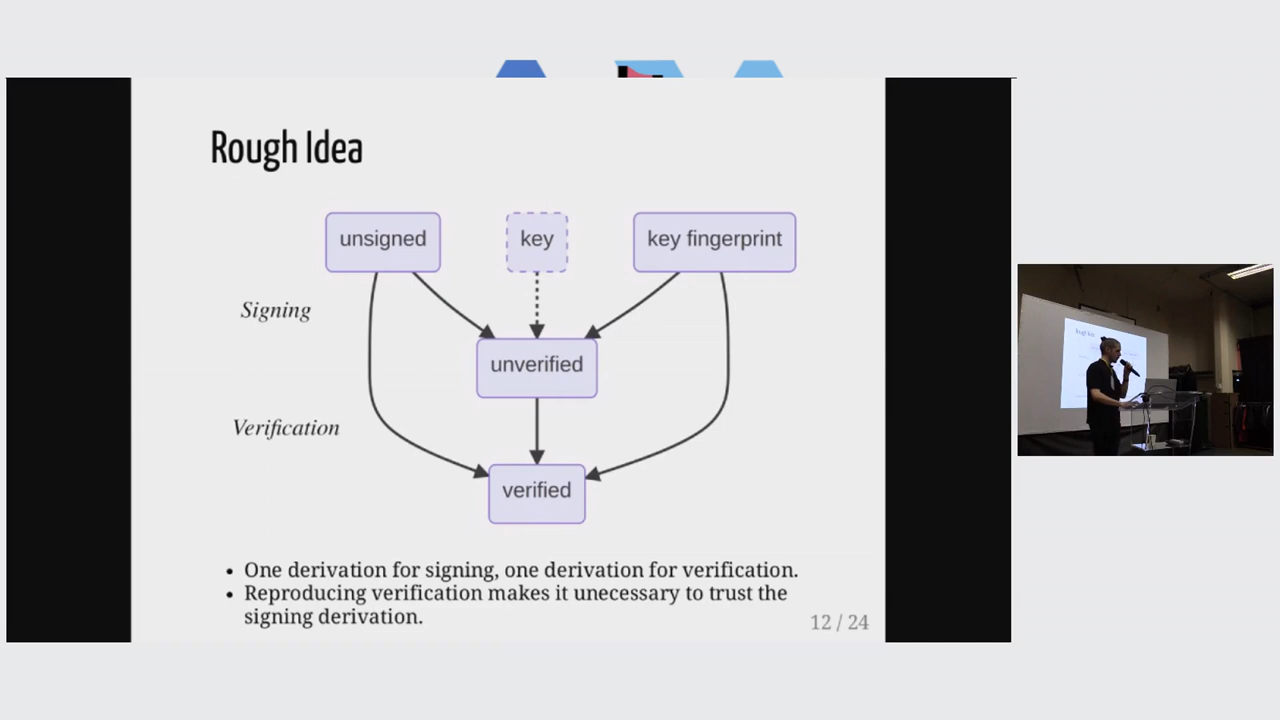 Rough Idea
unsigned
key
key fingerprint
Signing
unverified
Verification
verified
• One derivation for signing, one derivation for verification.
• Reproducing verification makes it unecessary to trust the
signing derivation.
12 / 24